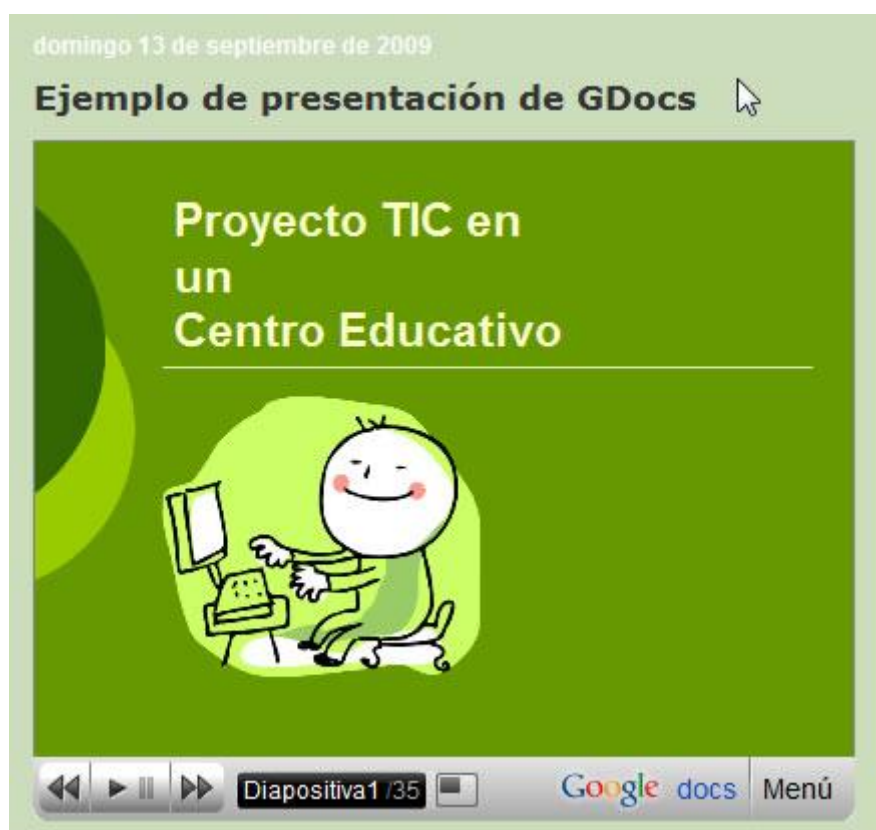 domingo 13 de septiembre de 2009
Ejemplo de presentación de GDocs
Proyecto TIC en
un
Centro Educativo
Diapositiva1 /35 Google docs Menú